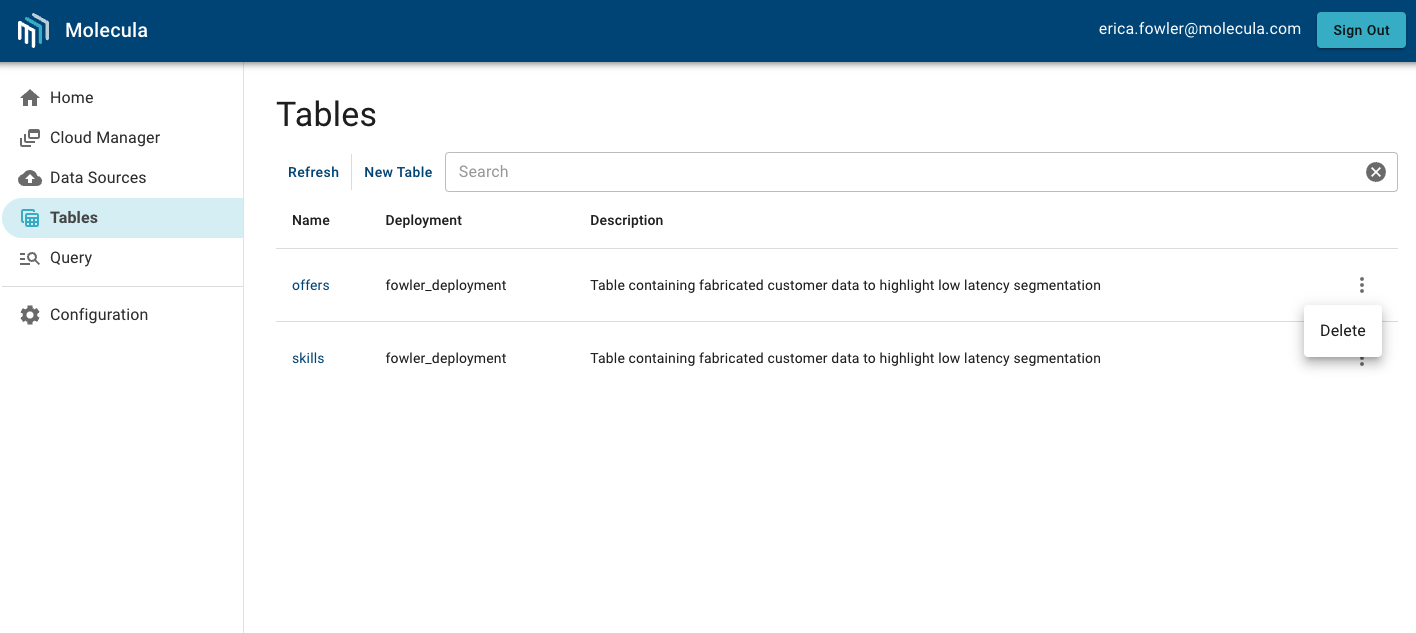 Molecula
erica.fowler@molecula.com
Sign Out
Home
Cloud Manager
Data Sources
Tables
Query
Configuration
Tables
Refresh
New Table
Search
Name Deployment Description
offers fowler_deployment Table containing fabricated customer data to highlight low latency segmentation
Delete
skills fowler_deployment Table containing fabricated customer data to highlight low latency segmentation